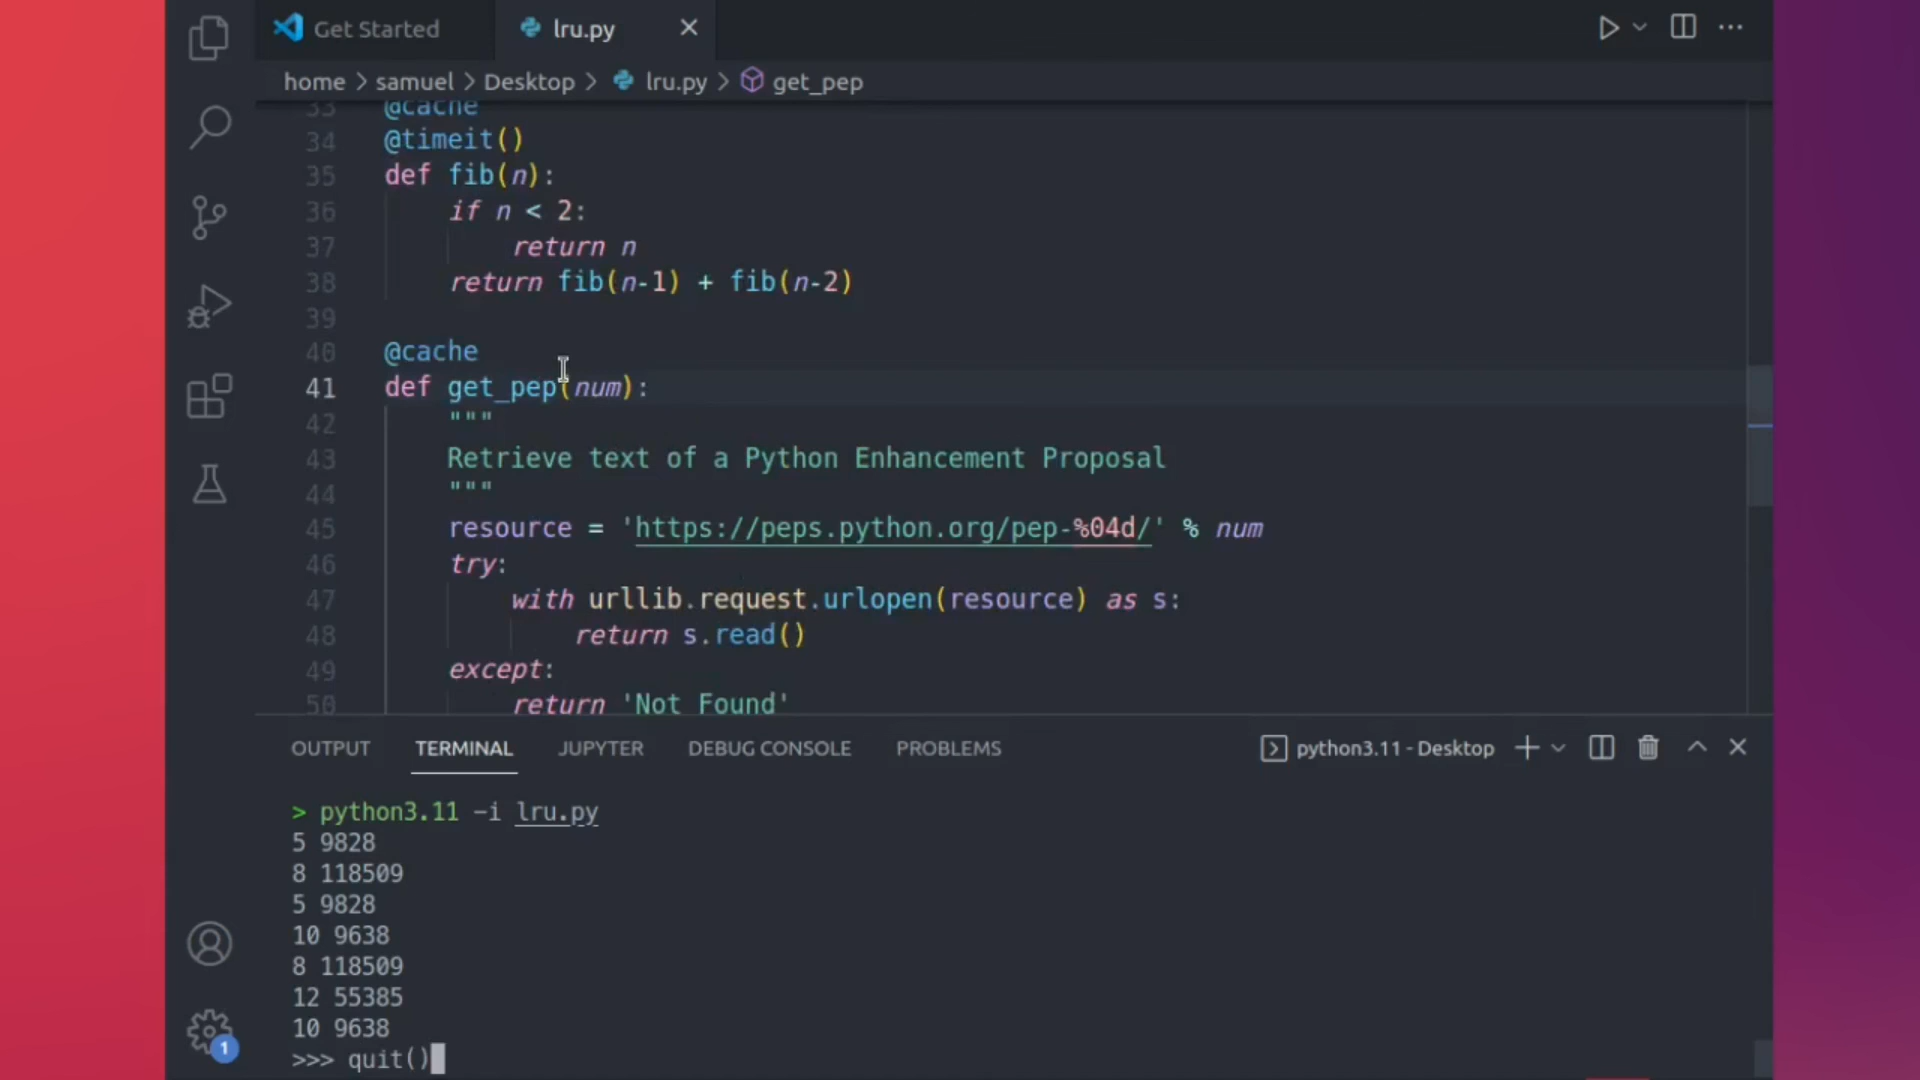 Get Started
lru.py
home > samuel > Desktop > lru.py > get_pep
33 @cache
34 @timeit()
35 def fib(n):
36 if n < 2:
37 return n
38 return fib(n-1) + fib(n-2)
39
40 @cache
41 def get_pep(num):
42 """
43 Retrieve text of a Python Enhancement Proposal
44 """
45 resource = 'https://peps.python.org/pep-%04d/' % num
46 try:
47 with urllib.request.urlopen(resource) as s:
48 return s.read()
49 except:
50 return 'Not Found'
OUTPUT TERMINAL JUPYTER DEBUG CONSOLE PROBLEMS
python3.11 - Desktop
> python3.11 -i lru.py
5 9828
8 118509
5 9828
10 9638
8 118509
12 55385
10 9638
>>> quit()
1